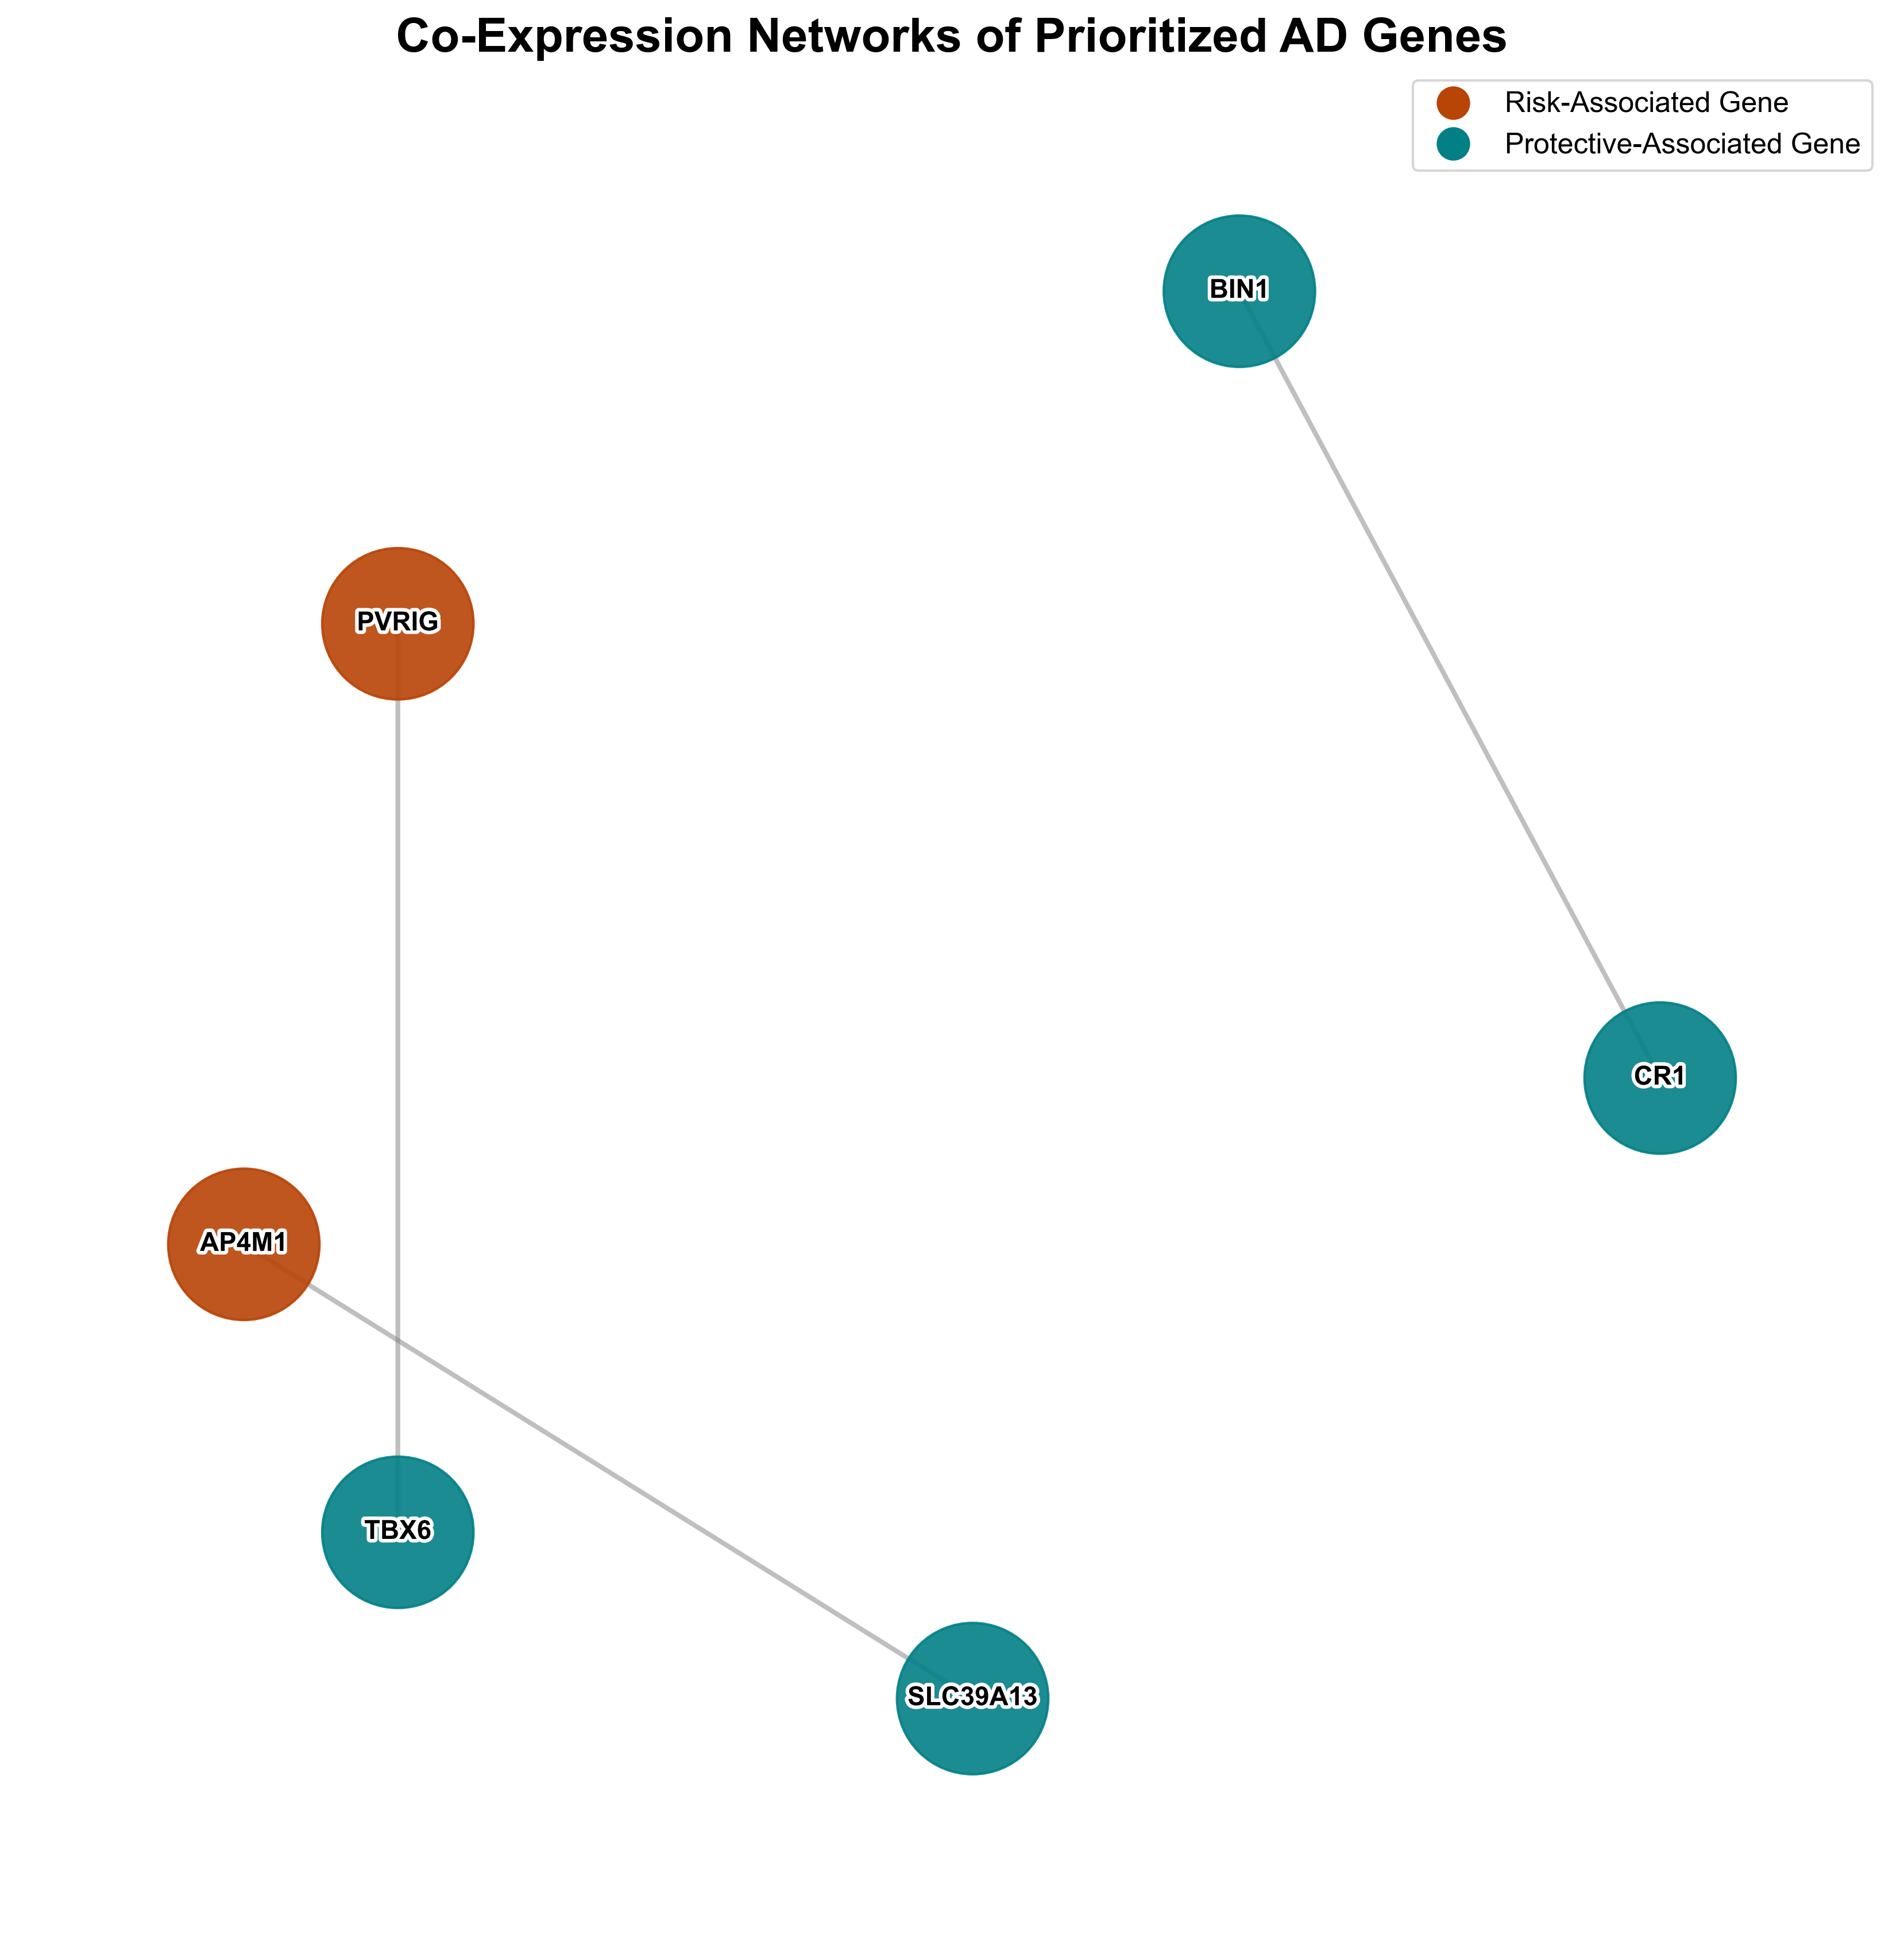 Co-Expression Networks of Prioritized AD Genes
Risk-Associated Gene
Protective-Associated Gene
BIN1
PVRIG
CR1
AP4M1
TBX6
SLC39A13